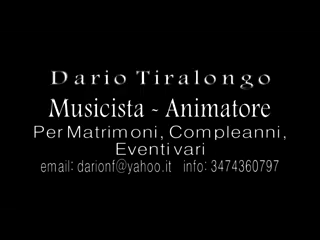 Dario Tiralongo
Musicista - Animatore
Per Matrimoni, Compleanni,
Eventi vari
email: darionf@yahoo.it info: 3474360797